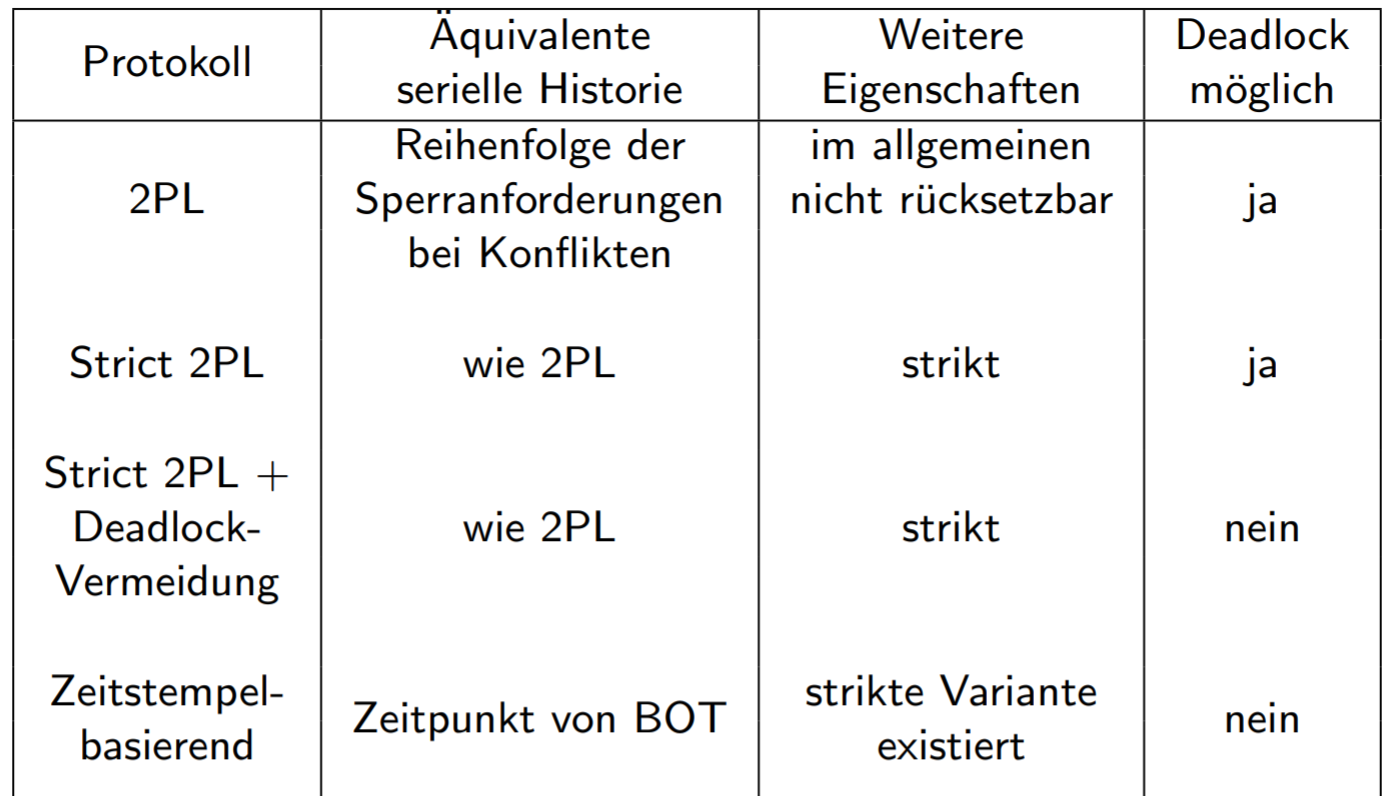 Protokoll
Äquivalente
serielle Historie
Weitere
Eigenschaften
Deadlock
möglich
2PL
Reihenfolge der
Sperranforderungen
bei Konflikten
im allgemeinen
nicht rücksetzbar
ja
Strict 2PL
wie 2PL
strikt
ja
Strict 2PL +
Deadlock-
Vermeidung
wie 2PL
strikt
nein
Zeitstempel-
basierend
Zeitpunkt von BOT
strikte Variante
existiert
nein